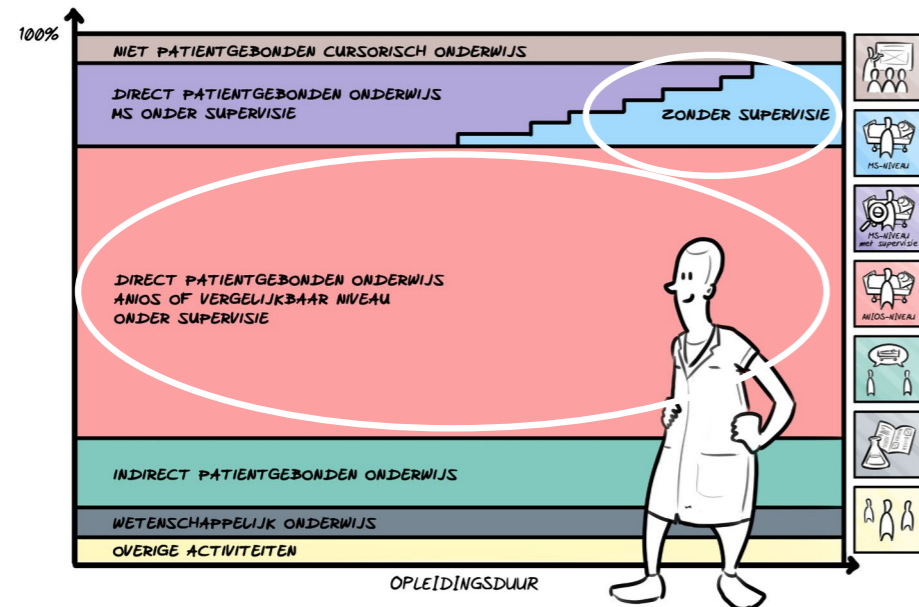 100%
NIET PATIENTGEBONDEN CURSORISCH ONDERWIJS
DIRECT PATIENTGEBONDEN ONDERWIJS
MS ONDER SUPERVISIE
ZONDER SUPERVISIE
MS-NIVEAU
MS-NIVEAU
met supervisie
DIRECT PATIENTGEBONDEN ONDERWIJS
ANIOS OF VERGELIJKBAAR NIVEAU
ONDER SUPERVISIE
ANIOS-NIVEAU
INDIRECT PATIENTGEBONDEN ONDERWIJS
WETENSCHAPPELIJK ONDERWIJS
OVERIGE ACTIVITEITEN
OPLEIDINGSDUUR